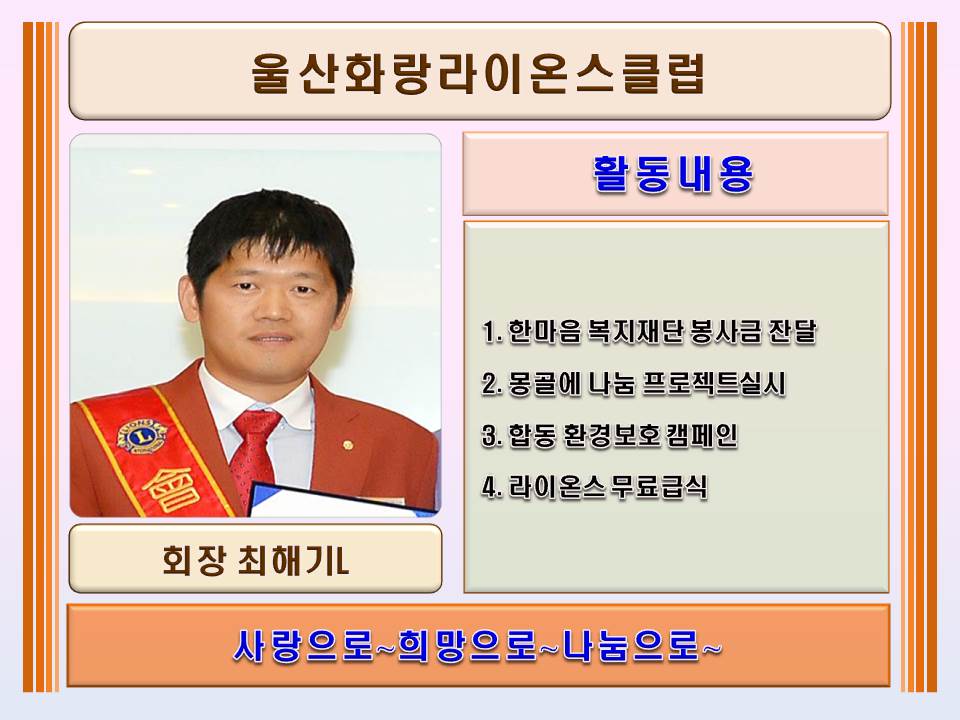 울산화랑라이온스클럽
활동내용
1. 한마음 복지재단 봉사금 잔달
2. 몽골에 나눔 프로젝트실시
3. 합동 환경보호 캠페인
4. 라이온스 무료급식
LIONS
L
會
회장 최해기L
사랑으로~희망으로~나눔으로~